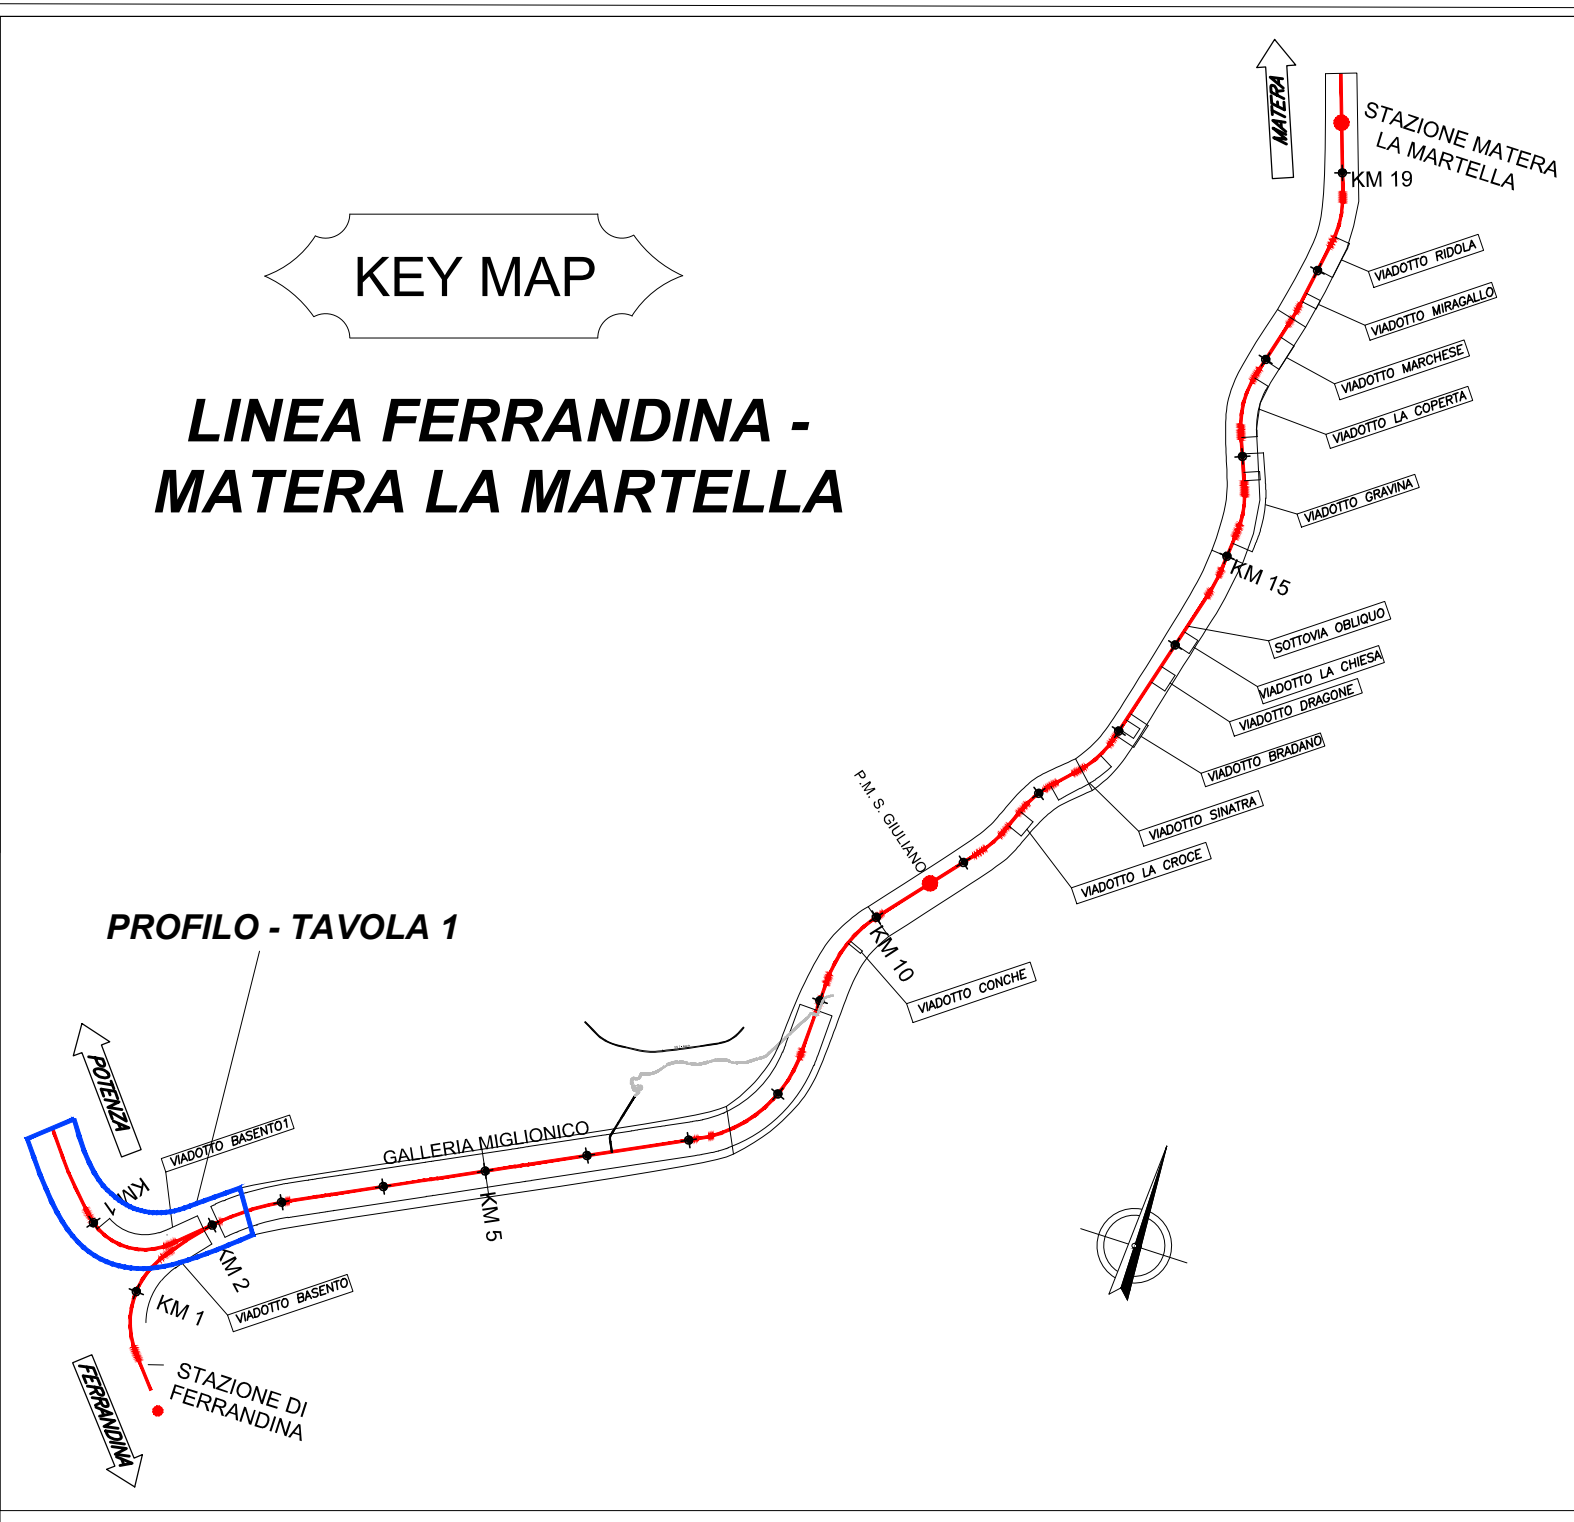 MATERA
STAZIONE MATERA
LA MARTELLA
KM 19
KEY MAP
VIADOTTO RIDOLA
VIADOTTO MIRAGALLO
VIADOTTO MARCHESE
VIADOTTO LA COPERTA
LINEA FERRANDINA -
MATERA LA MARTELLA
VIADOTTO GRAVINA
KM 15
SOTTOVIA OBLIQUO
VIADOTTO LA CHIESA
VIADOTTO DRAGONE
VIADOTTO BRADANO
P.M. S. GIULIANO
VIADOTTO SINATRA
VIADOTTO LA CROCE
PROFILO - TAVOLA 1
KM 10
VIADOTTO CONCHE
POTENZA
VIADOTTO BASENTO1
GALLERIA MIGLIONICO
KM 1
KM 5
KM 2
VIADOTTO BASENTO
KM 1
STAZIONE DI
FERRANDINA
FERRANDINA